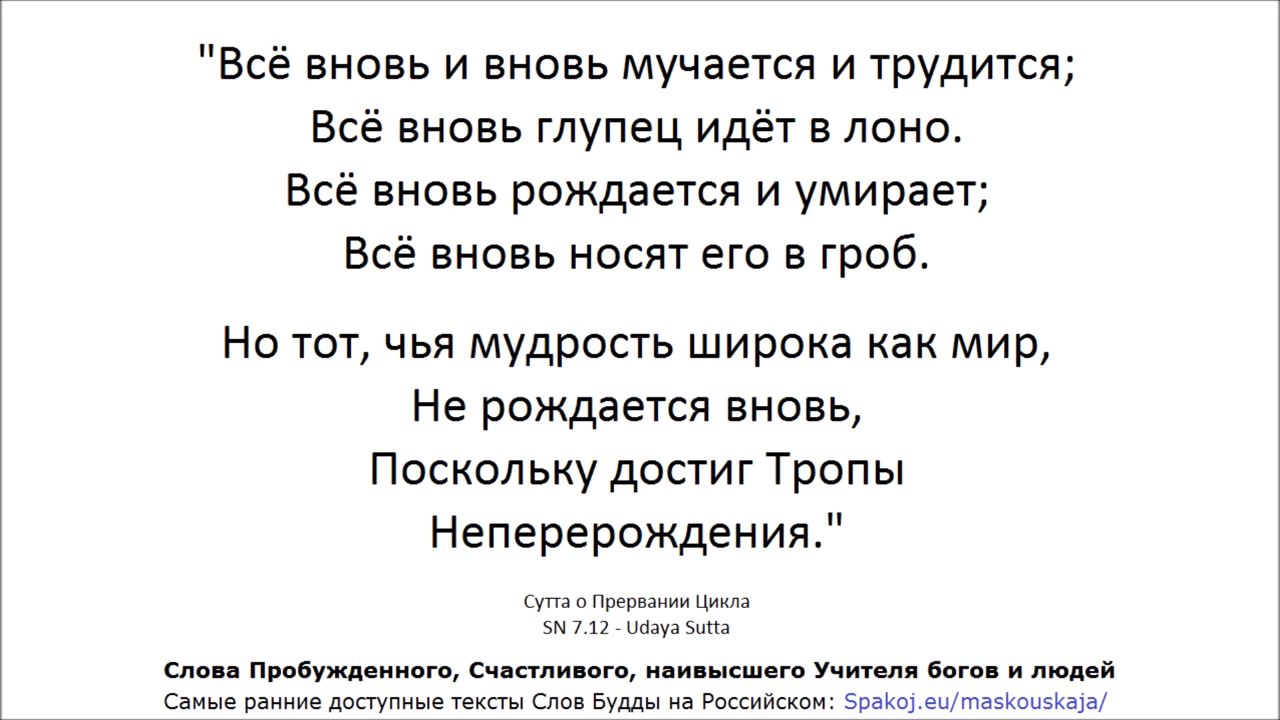 "Всё вновь и вновь мучается и трудится;
Всё вновь глупец идёт в лоно.
Всё вновь рождается и умирает;
Всё вновь носят его в гроб.
Но тот, чья мудрость широка как мир,
Не рождается вновь,
Поскольку достиг Тропы
Неперерождения."
Сутта о Прервании Цикла
SN 7.12 - Udaya Sutta
Слова Пробужденного, Счастливого, наивысшего Учителя богов и людей
Самые ранние доступные тексты Слов Будды на Российском: Spakoj.eu/maskouskaja/